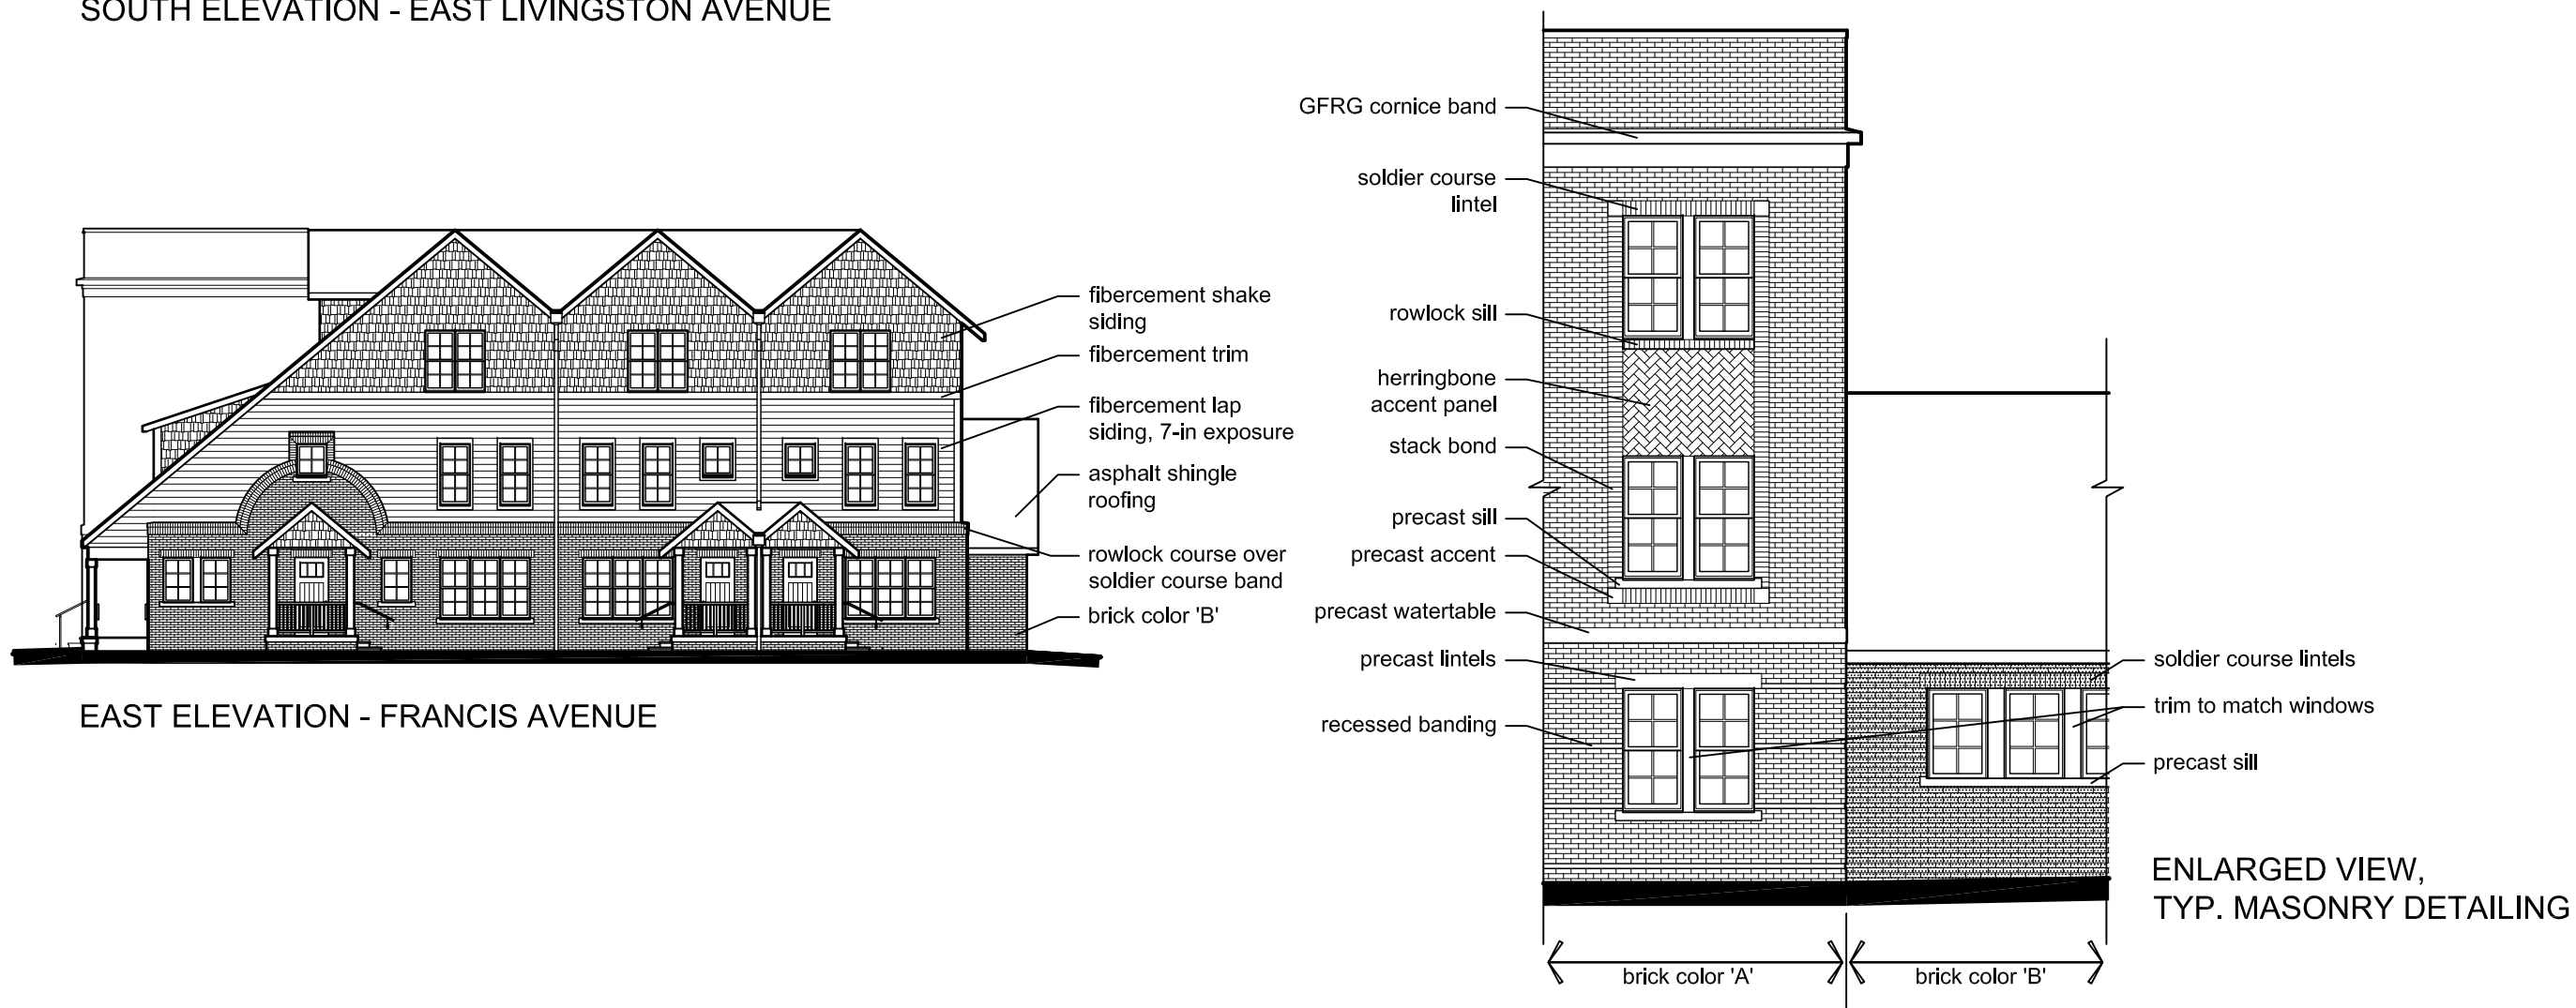 SOUTH ELEVATION - EAST LIVINGSTON AVENUE
fibercement shake
siding
fibercement trim
fibercement lap
siding, 7-in exposure
asphalt shingle
roofing
rowlock course over
soldier course band
brick color 'B'
EAST ELEVATION - FRANCIS AVENUE
GFRG cornice band
soldier course
lintel
rowlock sill
herringbone
accent panel
stack bond
precast sill
precast accent
precast watertable
precast lintels
recessed banding
soldier course lintels
trim to match windows
precast sill
ENLARGED VIEW,
TYP. MASONRY DETAILING
brick color 'A'
brick color 'B'